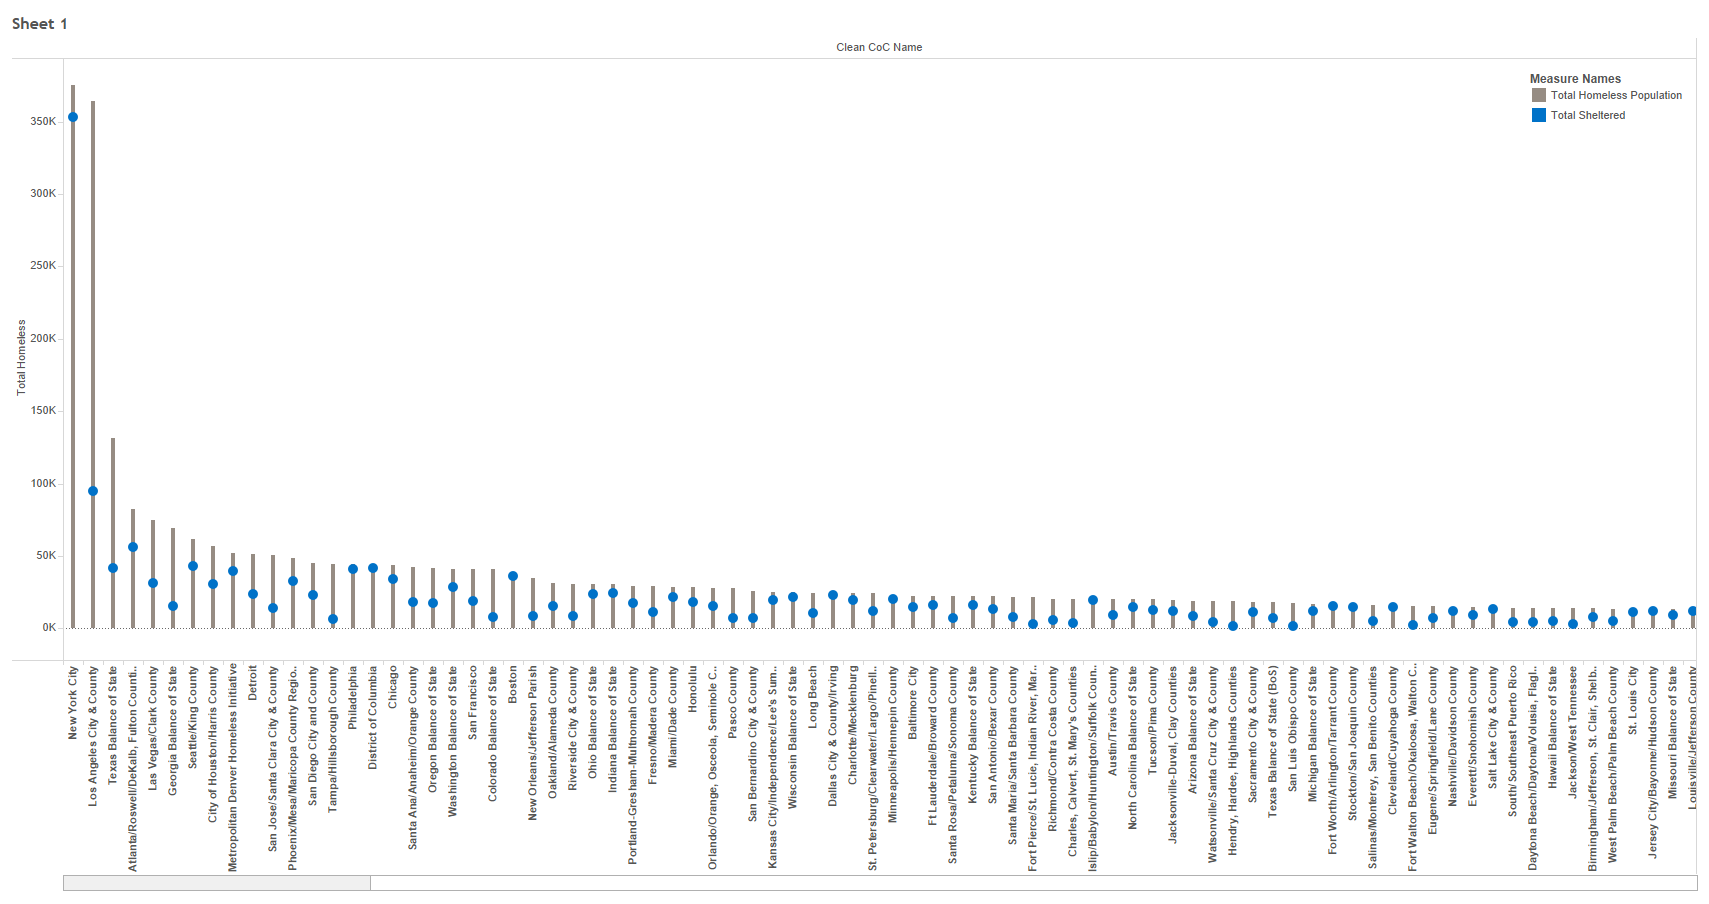 Sheet 1
Clean CoC Name
Measure Names
Total Homeless Population
Total Sheltered
Total Homeless
350K
300K
250K
200K
150K
100K
50K
0K
New York City
Los Angeles City & County
Texas Balance of State
Atlanta/Roswell/DeKalb, Fulton Counti..
Las Vegas/Clark County
Georgia Balance of State
Seattle/King County
City of Houston/Harris County
Metropolitan Denver Homeless Initiative
Detroit
San Jose/Santa Clara City & County
Phoenix/Mesa/Maricopa County Regio..
San Diego City and County
Tampa/Hillsborough County
Philadelphia
District of Columbia
Chicago
Santa Ana/Anaheim/Orange County
Oregon Balance of State
Washington Balance of State
San Francisco
Colorado Balance of State
Boston
New Orleans/Jefferson Parish
Oakland/Alameda County
Riverside City & County
Ohio Balance of State
Indiana Balance of State
Portland-Gresham-Multnomah County
Fresno/Madera County
Miami/Dade County
Honolulu
Orlando/Orange, Osceola, Seminole C..
Pasco County
San Bernardino City & County
Kansas City/Independence/Lee's Sum..
Wisconsin Balance of State
Long Beach
Dallas City & County/Irving
Charlotte/Mecklenburg
St. Petersburg/Clearwater/Largo/Pinell..
Minneapolis/Hennepin County
Baltimore City
Ft Lauderdale/Broward County
Santa Rosa/Petaluma/Sonoma County
Kentucky Balance of State
San Antonio/Bexar County
Santa Maria/Santa Barbara County
Fort Pierce/St. Lucie, Indian River, Mar..
Richmond/Contra Costa County
Charles, Calvert, St. Mary's Counties
Islip/Babylon/Huntington/Suffolk Coun..
Austin/Travis County
North Carolina Balance of State
Tucson/Pima County
Jacksonville-Duval, Clay Counties
Arizona Balance of State
Watsonville/Santa Cruz City & County
Hendry, Hardee, Highlands Counties
Sacramento City & County
Texas Balance of State (BoS)
San Luis Obispo County
Michigan Balance of State
Fort Worth/Arlington/Tarrant County
Stockton/San Joaquin County
Salinas/Monterey, San Benito Counties
Cleveland/Cuyahoga County
Fort Walton Beach/Okaloosa, Walton C..
Eugene/Springfield/Lane County
Nashville/Davidson County
Everett/Snohomish County
Salt Lake City & County
South/Southeast Puerto Rico
Daytona Beach/Daytona/Volusia, Flagl..
Hawaii Balance of State
Jackson/West Tennessee
Birmingham/Jefferson, St. Clair, Shelb..
West Palm Beach/Palm Beach County
St. Louis City
Jersey City/Bayonne/Hudson County
Missouri Balance of State
Louisville/Jefferson County